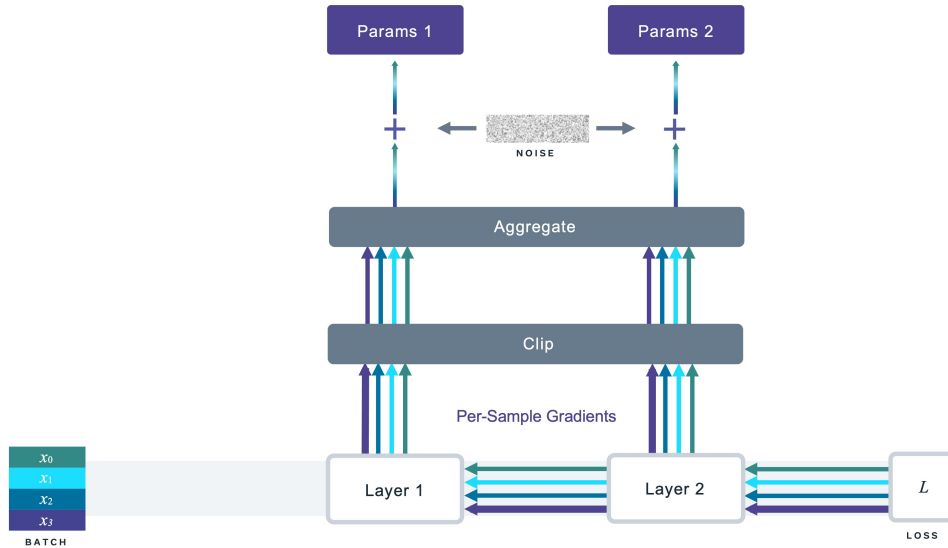 Params 1
Params 2
NOISE
Aggregate
Clip
Per-Sample Gradients
x₀
x₁
x₂
x₃
BATCH
Layer 1
Layer 2
L
LOSS